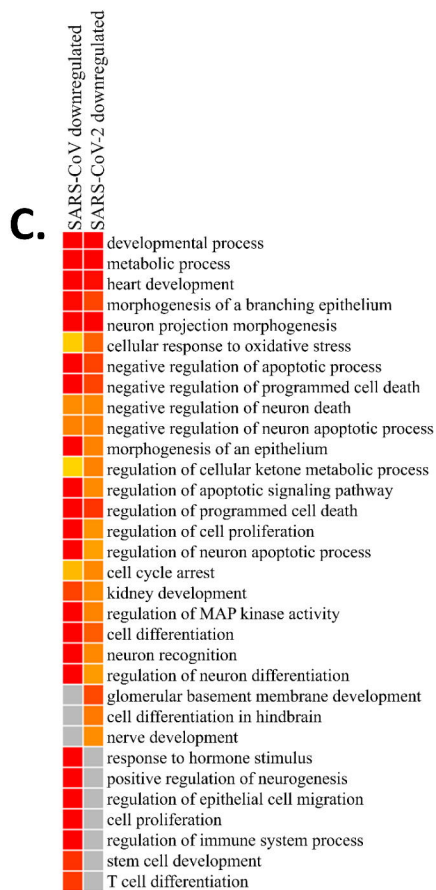 SARS-CoV downregulated
SARS-CoV-2 downregulated
C.
developmental process
metabolic process
heart development
morphogenesis of a branching epithelium
neuron projection morphogenesis
cellular response to oxidative stress
negative regulation of apoptotic process
negative regulation of programmed cell death
negative regulation of neuron death
negative regulation of neuron apoptotic process
morphogenesis of an epithelium
regulation of cellular ketone metabolic process
regulation of apoptotic signaling pathway
regulation of programmed cell death
regulation of cell proliferation
regulation of neuron apoptotic process
cell cycle arrest
kidney development
regulation of MAP kinase activity
cell differentiation
neuron recognition
regulation of neuron differentiation
glomerular basement membrane development
cell differentiation in hindbrain
nerve development
response to hormone stimulus
positive regulation of neurogenesis
regulation of epithelial cell migration
cell proliferation
regulation of immune system process
stem cell development
T cell differentiation